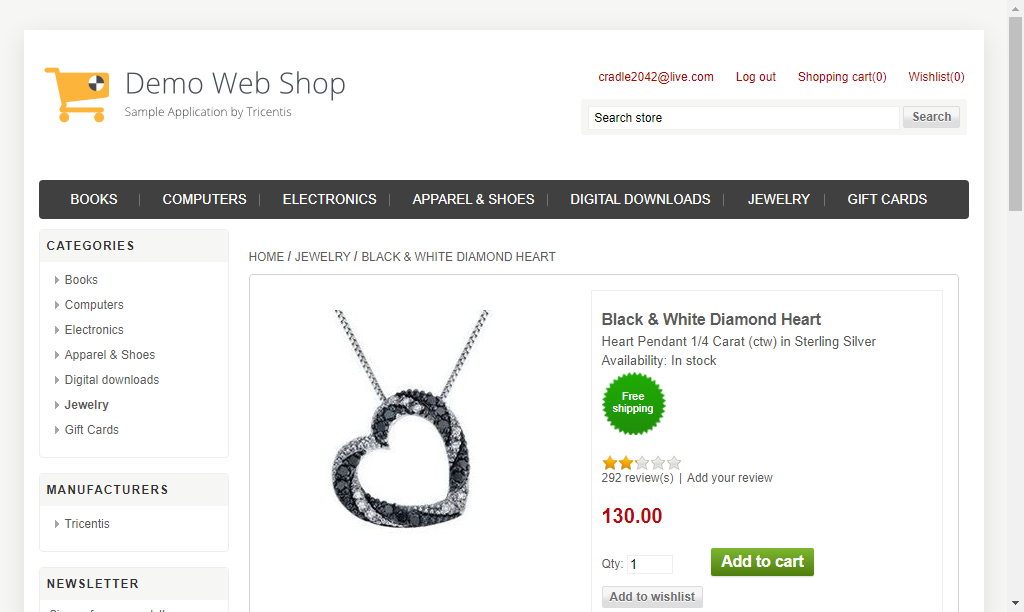 Demo Web Shop
Sample Application by Tricentis
cradle2042@live.com Log out Shopping cart(0) Wishlist(0)
Search store Search
BOOKS COMPUTERS ELECTRONICS APPAREL & SHOES DIGITAL DOWNLOADS JEWELRY GIFT CARDS
CATEGORIES
Books
Computers
Electronics
Apparel & Shoes
Digital downloads
Jewelry
Gift Cards
MANUFACTURERS
Tricentis
NEWSLETTER
HOME / JEWELRY / BLACK & WHITE DIAMOND HEART
Black & White Diamond Heart
Heart Pendant 1/4 Carat (ctw) in Sterling Silver
Availability: In stock
Free
shipping
292 review(s) | Add your review
130.00
Qty: 1 Add to cart
Add to wishlist